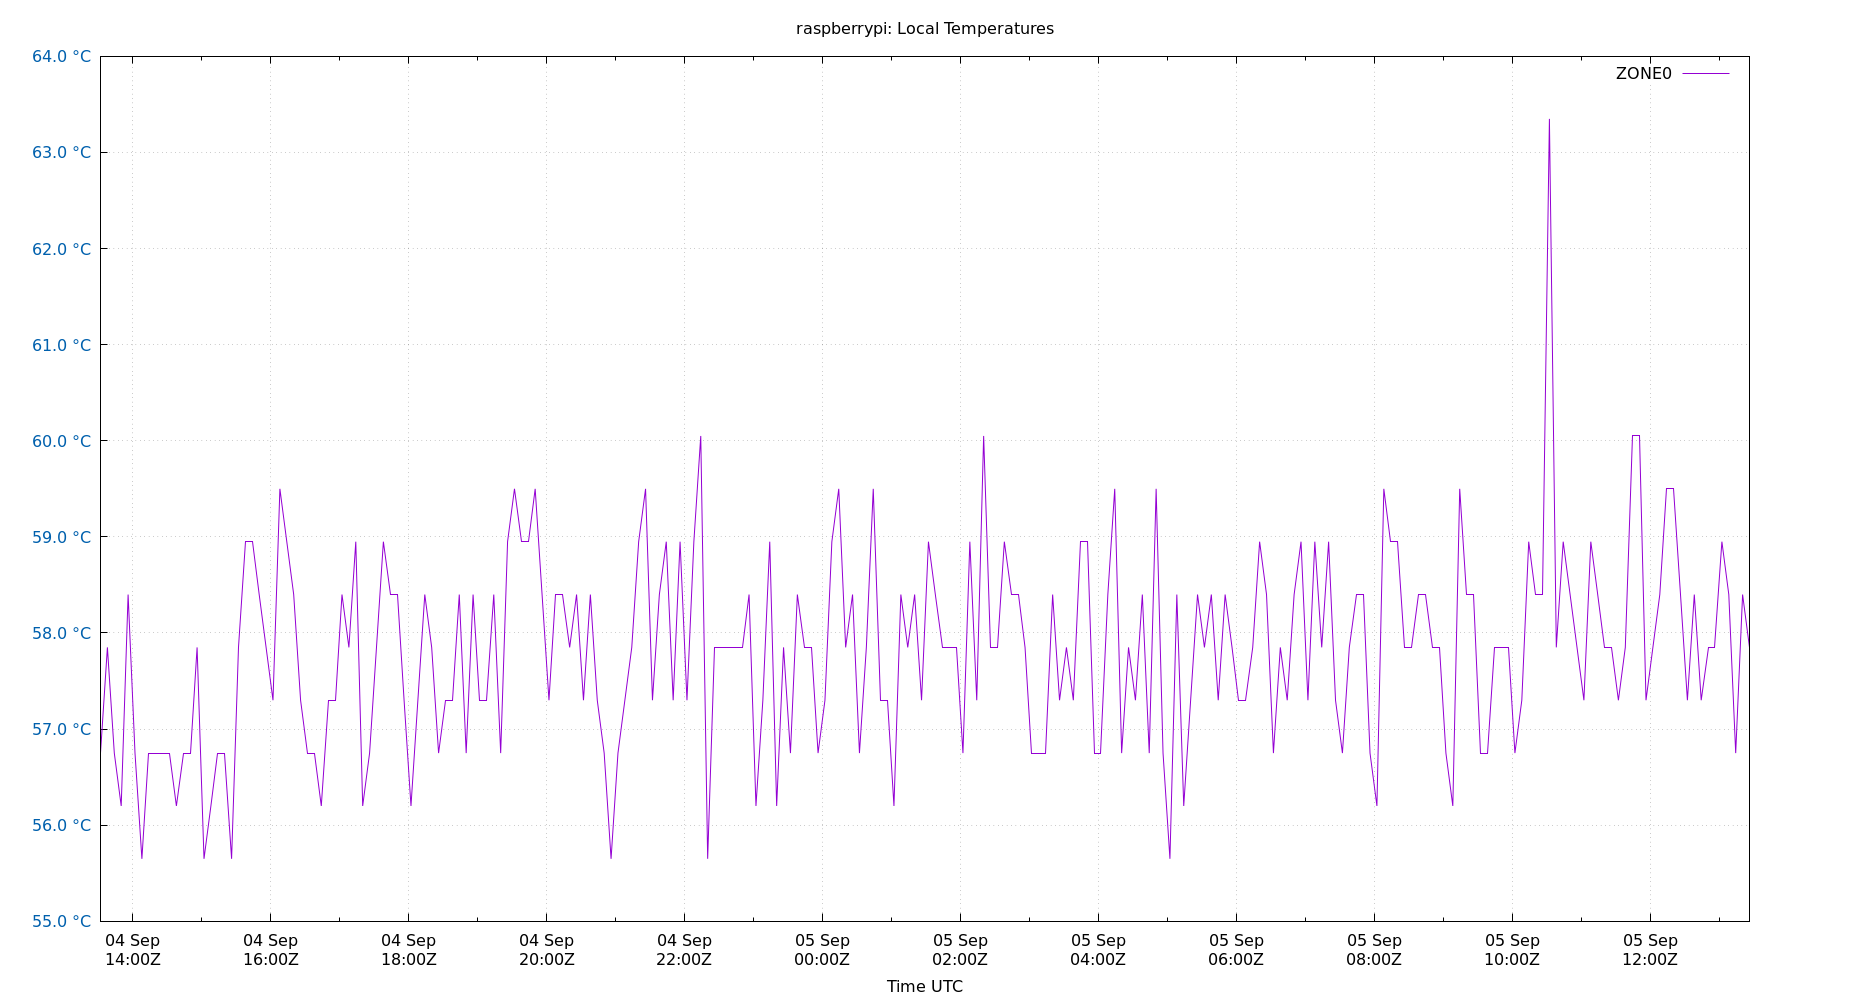 raspberrypi: Local Temperatures
64.0 °C
ZONE0
63.0 °C
62.0 °C
61.0 °C
60.0 °C
59.0 °C
58.0 °C
57.0 °C
56.0 °C
55.0 °C
04 Sep 04 Sep 04 Sep 04 Sep 04 Sep 05 Sep 05 Sep 05 Sep 05 Sep 05 Sep 05 Sep 05 Sep
14:00Z 16:00Z 18:00Z 20:00Z 22:00Z 00:00Z 02:00Z 04:00Z 06:00Z 08:00Z 10:00Z 12:00Z
Time UTC